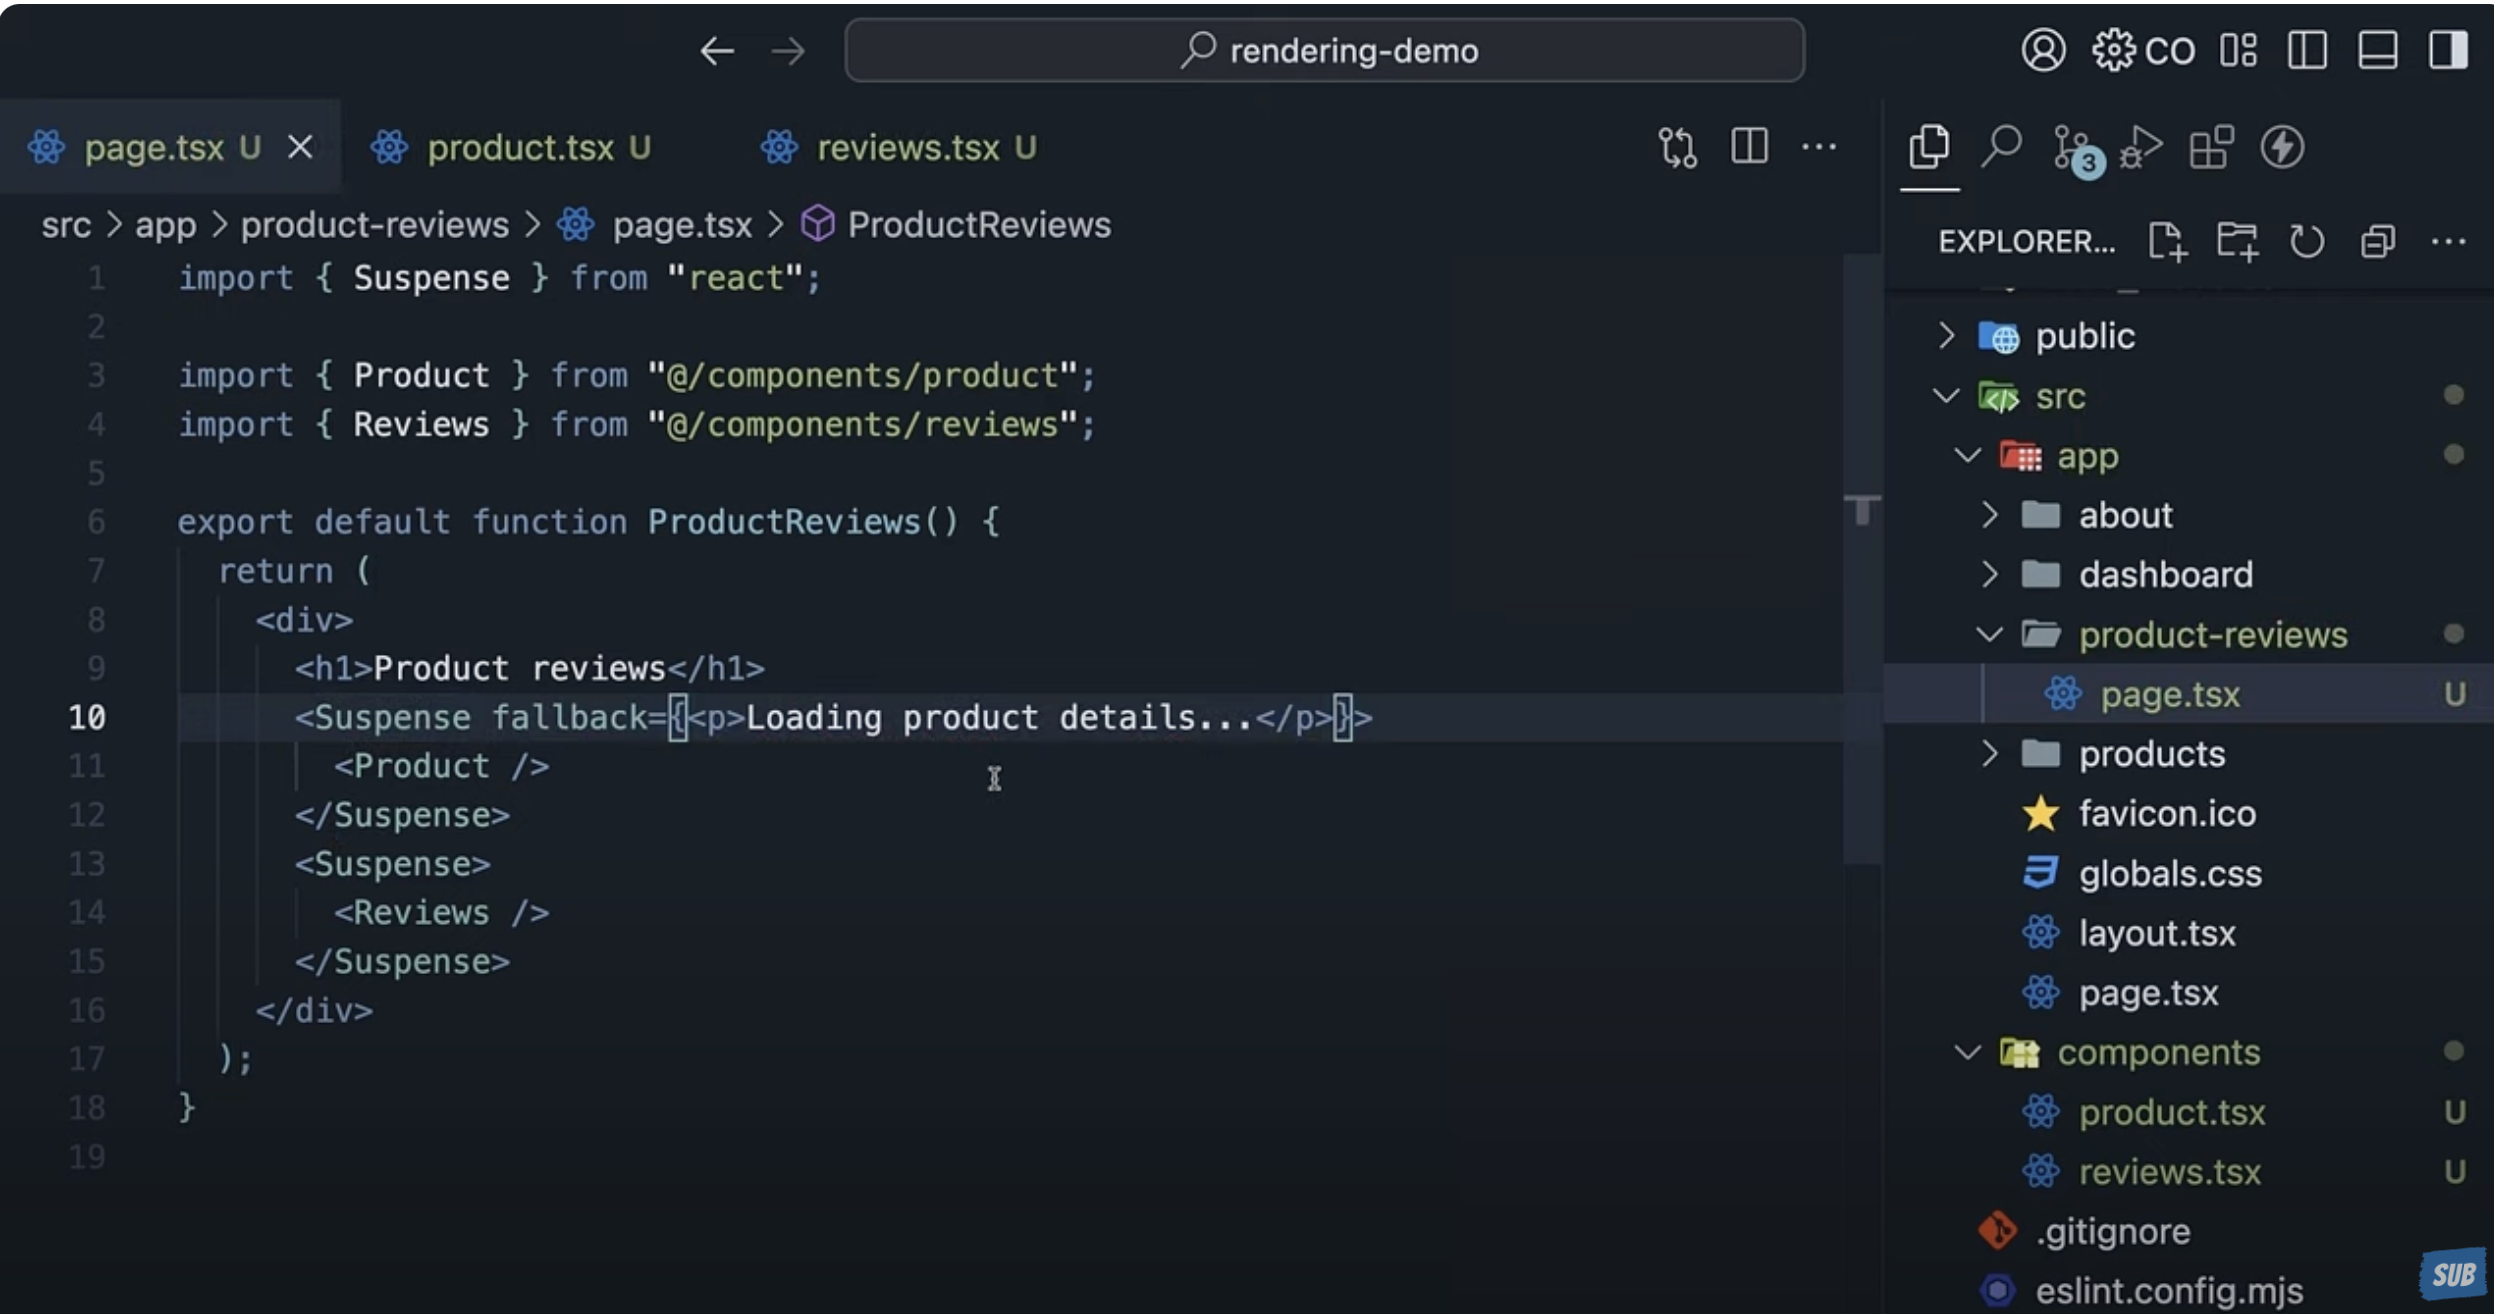 rendering-demo
CO
page.tsx U
product.tsx U
reviews.tsx U
3
src > app > product-reviews > page.tsx > ProductReviews
EXPLORER...
1 import { Suspense } from "react";
2
3 import { Product } from "@/components/product";
4 import { Reviews } from "@/components/reviews";
5
6 export default function ProductReviews() {
7 return (
8 <div>
9 <h1>Product reviews</h1>
10 <Suspense fallback={<p>Loading product details...</p>}>
11 <Product />
12 </Suspense>
13 <Suspense>
14 <Reviews />
15 </Suspense>
16 </div>
17 );
18 }
19
public
src
app
about
dashboard
product-reviews
page.tsx U
products
favicon.ico
globals.css
layout.tsx
page.tsx
components
product.tsx U
reviews.tsx U
.gitignore
eslint.config.mjs
SUB